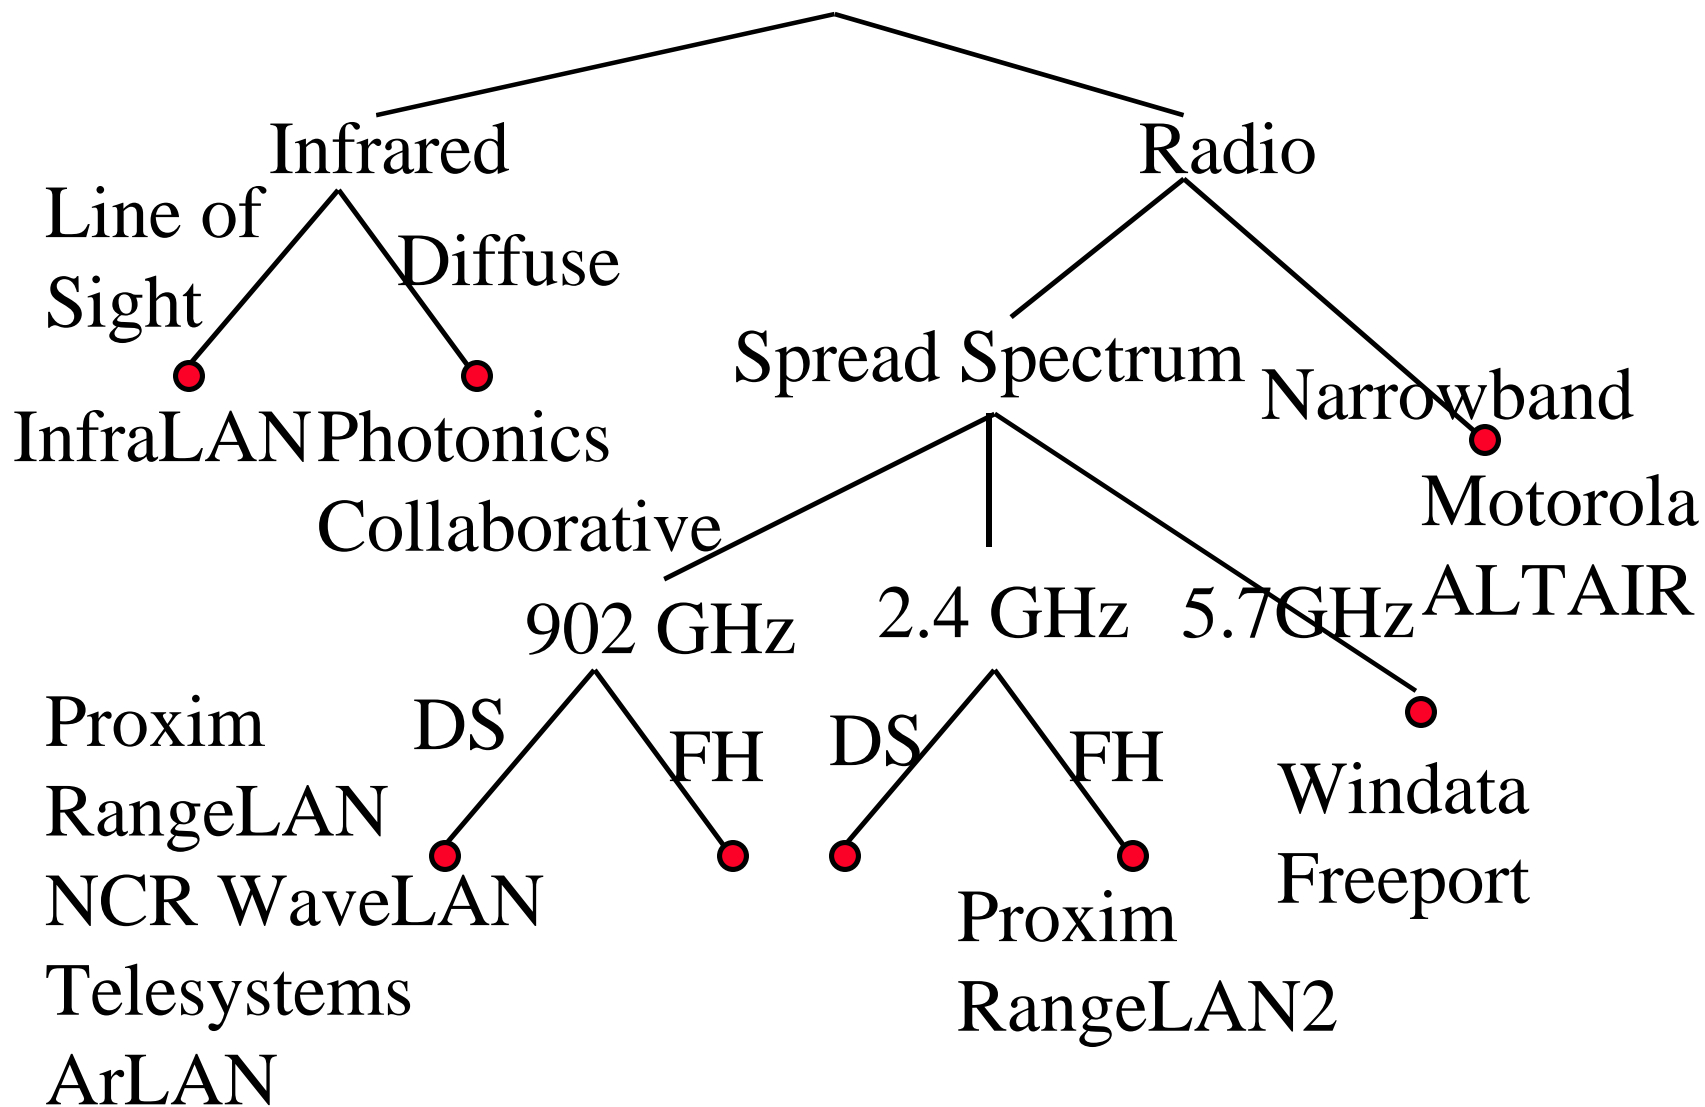 Infrared
Radio
Line of
Sight
Diffuse
Spread Spectrum
Narrowband
InfraLAN
Photonics
Collaborative
Motorola
ALTAIR
902 GHz
2.4 GHz
5.7GHz
DS
FH
DS
FH
Proxim
RangeLAN
NCR WaveLAN
Telesystems
ArLAN
Windata
Freeport
Proxim
RangeLAN2